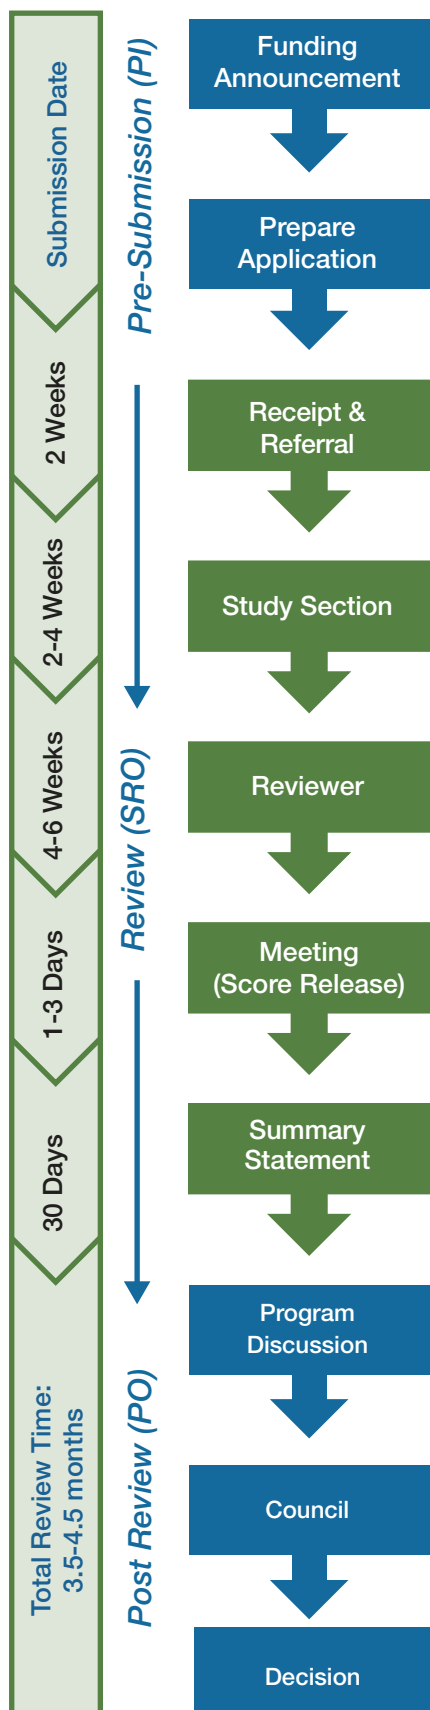 Submission Date
2 Weeks
2-4 Weeks
4-6 Weeks
1-3 Days
30 Days
Total Review Time:
3.5-4.5 months
Pre-Submission (PI)
Review (SRO)
Post Review (PO)
Funding
Announcement
Prepare
Application
Receipt &
Referral
Study Section
Reviewer
Meeting
(Score Release)
Summary
Statement
Program
Discussion
Council
Decision